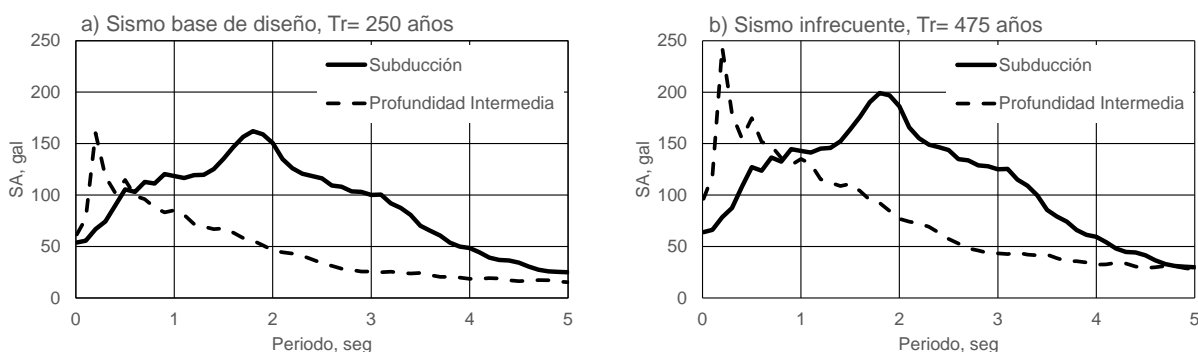 a) Sismo base de diseño, Tr= 250 años
250
200
150
100
50
0
SA, gal
Subducción
Profundidad Intermedia
0 1 2 3 4 5
Periodo, seg
b) Sismo infrecuente, Tr= 475 años
250
200
150
100
50
0
SA, gal
Subducción
Profundidad Intermedia
0 1 2 3 4 5
Periodo, seg